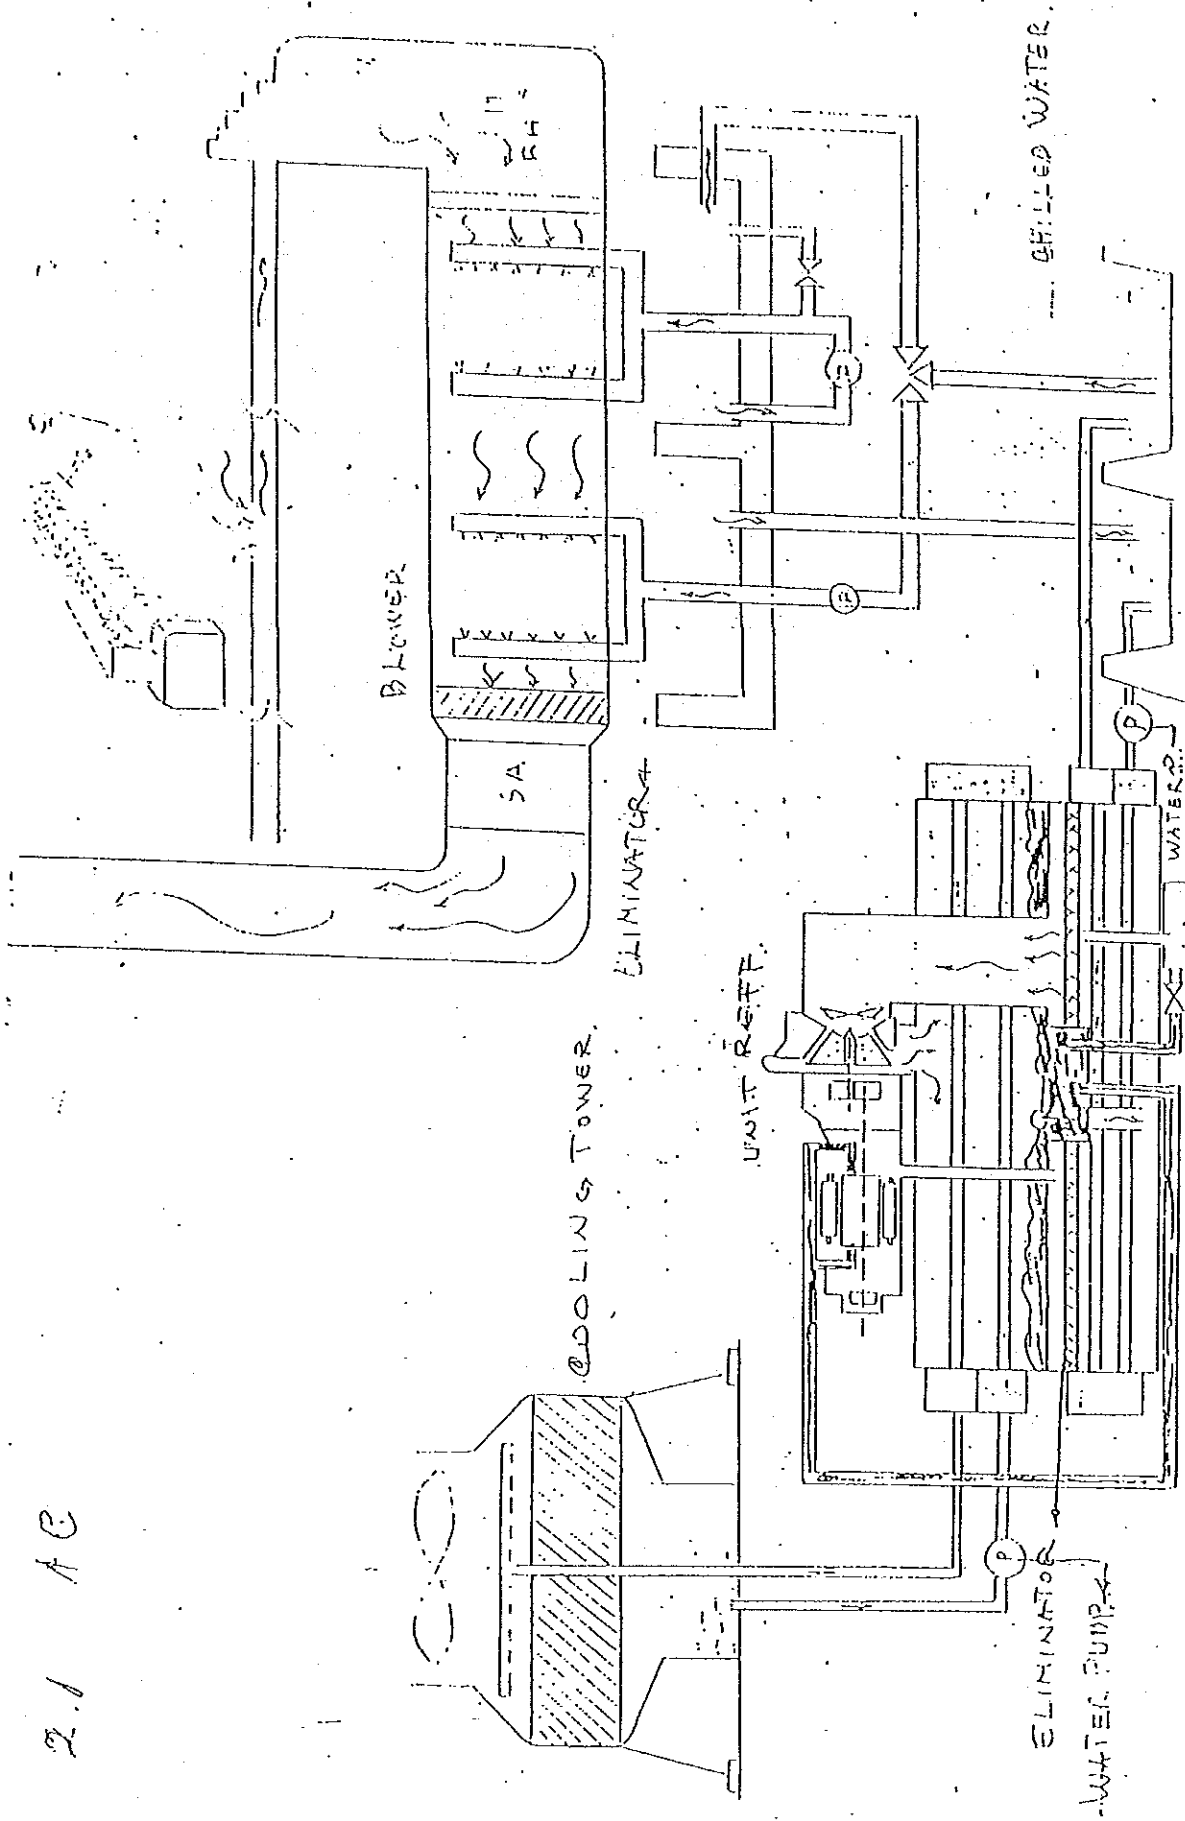 2.1 AC
COOLING TOWER.
BLOWER
SA
ELIMINATOR
UNIT REFF.
CHILLED WATER.
ELIMINATOR
WATER PUMP
P
P
P
P
WATER P